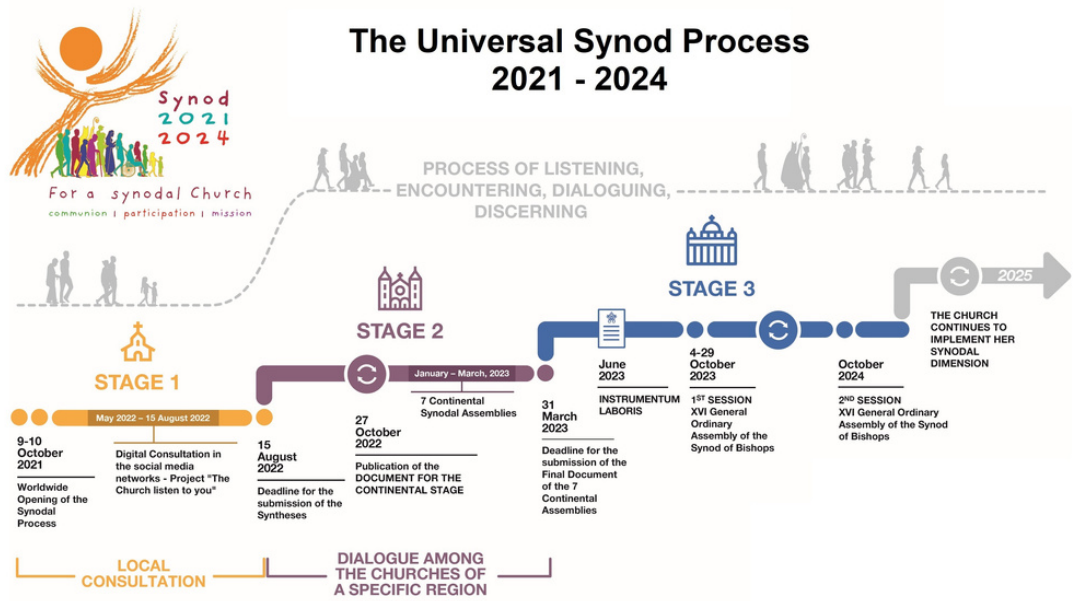 The Universal Synod Process
2021 - 2024
Synod
2021
2024
For a synodal Church
communion | participation | mission
PROCESS OF LISTENING,
ENCOUNTERING, DIALOGUING,
DISCERNING
STAGE 1
May 2022 – 15 August 2022
9-10
October
2021
Worldwide
Opening of the
Synodal
Process
Digital Consultation in
the social media
networks - Project "The
Church listen to you"
LOCAL
CONSULTATION
STAGE 2
January – March, 2023
15
August
2022
Deadline for the
submission of the
Syntheses
27
October
2022
Publication of the
DOCUMENT FOR THE
CONTINENTAL STAGE
7 Continental
Synodal Assemblies
DIALOGUE AMONG
THE CHURCHES OF
A SPECIFIC REGION
STAGE 3
31
March
2023
Deadline for the
submission of the
Final Document
of the 7
Continental
Assemblies
June
2023
INSTRUMENTUM
LABORIS
4-29
October
2023
1ST SESSION
XVI General
Ordinary
Assembly of the
Synod of Bishops
October
2024
2ND SESSION
XVI General Ordinary
Assembly of the Synod
of Bishops
2025
THE CHURCH
CONTINUES TO
IMPLEMENT HER
SYNODAL
DIMENSION